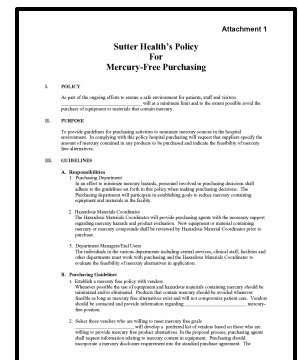 Attachment 1
Sutter Health's Policy
For
Mercury-Free Purchasing
I. POLICY
As part of the ongoing efforts to ensure a safe environment for patients, staff and visitors
____________________ will at a minimum limit and to the extent possible avoid the
purchase of equipment or materials that contain mercury.
II. PURPOSE
To provide guidelines for purchasing activities to minimize mercury sources in the hospital
environment. In complying with this policy hospital purchasing will request that suppliers specify the
amount of mercury contained in any products to be purchased and indicate the feasibility of mercury
free alternatives.
III. GUIDELINES
A. Responsibilities
1. Purchasing Department
In an effort to minimize mercury hazards, personnel involved in purchasing decisions shall
adhere to the guidelines set forth in this policy when making purchasing decisions. The
Purchasing department will participate in establishing goals to reduce mercury containing
equipment and materials in the facility.
2. Hazardous Materials Coordinator
The Hazardous Materials Coordinator will provide purchasing agents with the necessary support
regarding mercury hazards and product evaluation. New equipment or material containing
mercury or mercury compounds shall be reviewed by Hazardous Material Coordinator prior to
purchase.
3. Department Managers/End Users
The individuals in the various departments including central services, clinical staff, facilities and
other departments must work with purchasing and the Hazardous Materials Coordinator to
evaluate the feasibility of mercury alternatives in application.
B. Purchasing Guidelines
1. Establish a mercury free policy with vendors.
Whenever possible the use of equipment and hazardous materials containing mercury should be
minimized and/or eliminated. Products that contain mercury should be avoided whenever
feasible as long as mercury free alternatives exist and will not compromise patient care. Vendors
should be contacted and provide information regarding ____________________ mercury-
free position.
2. Select those vendors who are willing to meet mercury free goals
____________________ will develop a preferred list of vendors based on those who are
willing to provide mercury free product alternatives. In the proposal process, purchasing agents
shall request information relating to mercury content in equipment. Purchasing should
incorporate a mercury disclosure requirement into the standard purchase agreement. The